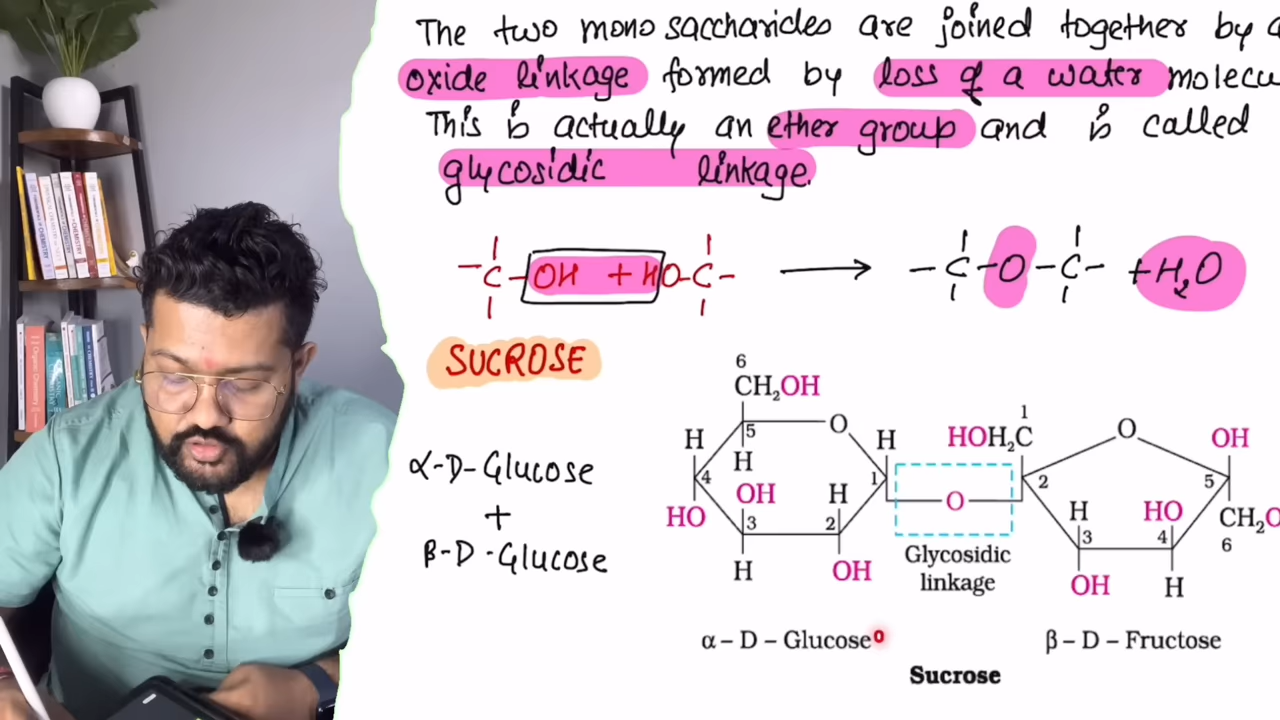 The two monosaccharides are joined together by a
oxide linkage formed by loss of a water molecu
This is actually an ether group and is called
glycosidic linkage.
-C-OH + HO-C- → -C-O-C- + H₂O
SUCROSE
α-D-Glucose
+
β-D-Glucose
6
CH₂OH
5
O
H
H
4
H
OH
HO
3
H
H
2
OH
1
H
O
Glycosidic
linkage
1
HOH₂C
O
OH
2
5
H
HO
CH₂O
3
4
6
OH
H
α – D – Glucose
β – D – Fructose
Sucrose